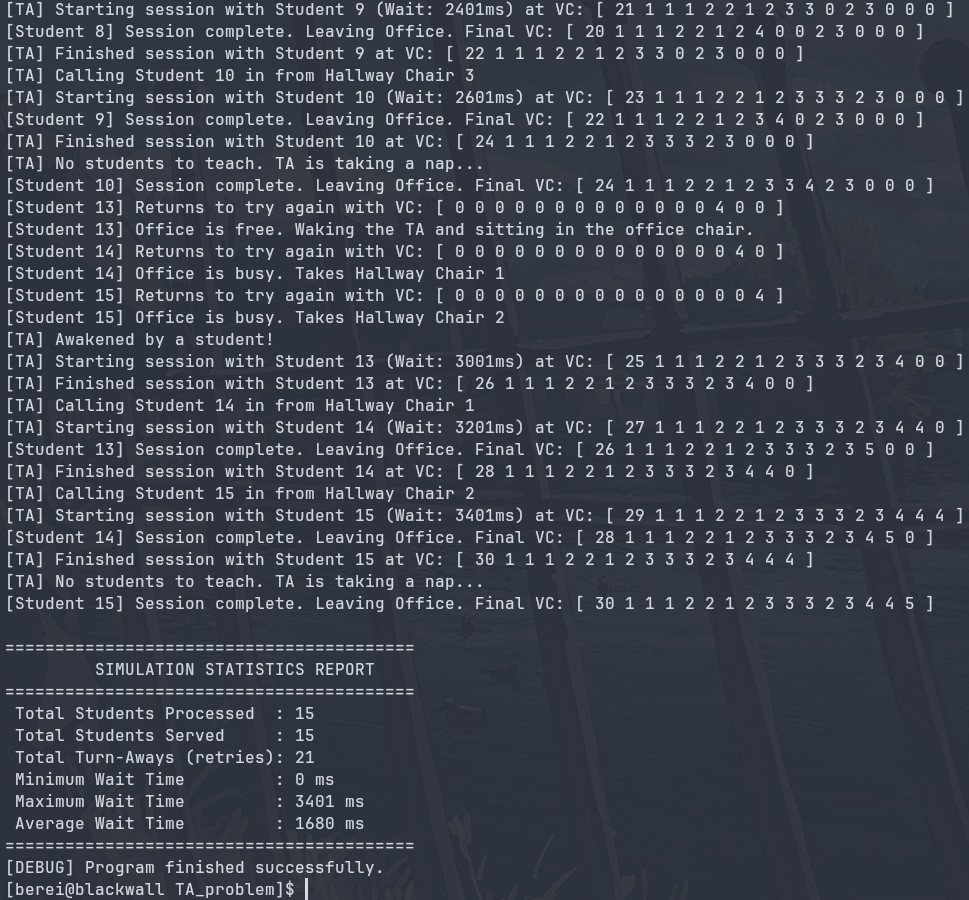 [TA] Starting session with Student 9 (Wait: 2401ms) at VC: [ 21 1 1 1 2 2 1 2 3 3 0 2 3 0 0 0 ]
[Student 8] Session complete. Leaving Office. Final VC: [ 20 1 1 1 2 2 1 2 4 0 0 2 3 0 0 0 ]
[TA] Finished session with Student 9 at VC: [ 22 1 1 1 2 2 1 2 3 3 0 2 3 0 0 0 ]
[TA] Calling Student 10 in from Hallway Chair 3
[TA] Starting session with Student 10 (Wait: 2601ms) at VC: [ 23 1 1 1 2 2 1 2 3 3 3 2 3 0 0 0 ]
[Student 9] Session complete. Leaving Office. Final VC: [ 22 1 1 1 2 2 1 2 3 4 0 2 3 0 0 0 ]
[TA] Finished session with Student 10 at VC: [ 24 1 1 1 2 2 1 2 3 3 3 2 3 0 0 0 ]
[TA] No students to teach. TA is taking a nap...
[Student 10] Session complete. Leaving Office. Final VC: [ 24 1 1 1 2 2 1 2 3 3 4 2 3 0 0 0 ]
[Student 13] Returns to try again with VC: [ 0 0 0 0 0 0 0 0 0 0 0 0 0 4 0 0 ]
[Student 13] Office is free. Waking the TA and sitting in the office chair.
[Student 14] Returns to try again with VC: [ 0 0 0 0 0 0 0 0 0 0 0 0 0 0 4 0 ]
[Student 14] Office is busy. Takes Hallway Chair 1
[Student 15] Returns to try again with VC: [ 0 0 0 0 0 0 0 0 0 0 0 0 0 0 0 4 ]
[Student 15] Office is busy. Takes Hallway Chair 2
[TA] Awakened by a student!
[TA] Starting session with Student 13 (Wait: 3001ms) at VC: [ 25 1 1 1 2 2 1 2 3 3 3 2 3 4 0 0 ]
[TA] Finished session with Student 13 at VC: [ 26 1 1 1 2 2 1 2 3 3 3 2 3 4 0 0 ]
[TA] Calling Student 14 in from Hallway Chair 1
[TA] Starting session with Student 14 (Wait: 3201ms) at VC: [ 27 1 1 1 2 2 1 2 3 3 3 2 3 4 4 0 ]
[Student 13] Session complete. Leaving Office. Final VC: [ 26 1 1 1 2 2 1 2 3 3 3 2 3 5 0 0 ]
[TA] Finished session with Student 14 at VC: [ 28 1 1 1 2 2 1 2 3 3 3 2 3 4 4 0 ]
[TA] Calling Student 15 in from Hallway Chair 2
[TA] Starting session with Student 15 (Wait: 3401ms) at VC: [ 29 1 1 1 2 2 1 2 3 3 3 2 3 4 4 4 ]
[Student 14] Session complete. Leaving Office. Final VC: [ 28 1 1 1 2 2 1 2 3 3 3 2 3 4 5 0 ]
[TA] Finished session with Student 15 at VC: [ 30 1 1 1 2 2 1 2 3 3 3 2 3 4 4 4 ]
[TA] No students to teach. TA is taking a nap...
[Student 15] Session complete. Leaving Office. Final VC: [ 30 1 1 1 2 2 1 2 3 3 3 2 3 4 4 5 ]
=========================================
SIMULATION STATISTICS REPORT
=========================================
Total Students Processed : 15
Total Students Served : 15
Total Turn-Aways (retries): 21
Minimum Wait Time : 0 ms
Maximum Wait Time : 3401 ms
Average Wait Time : 1680 ms
=========================================
[DEBUG] Program finished successfully.
[berei@blackwall TA_problem]$